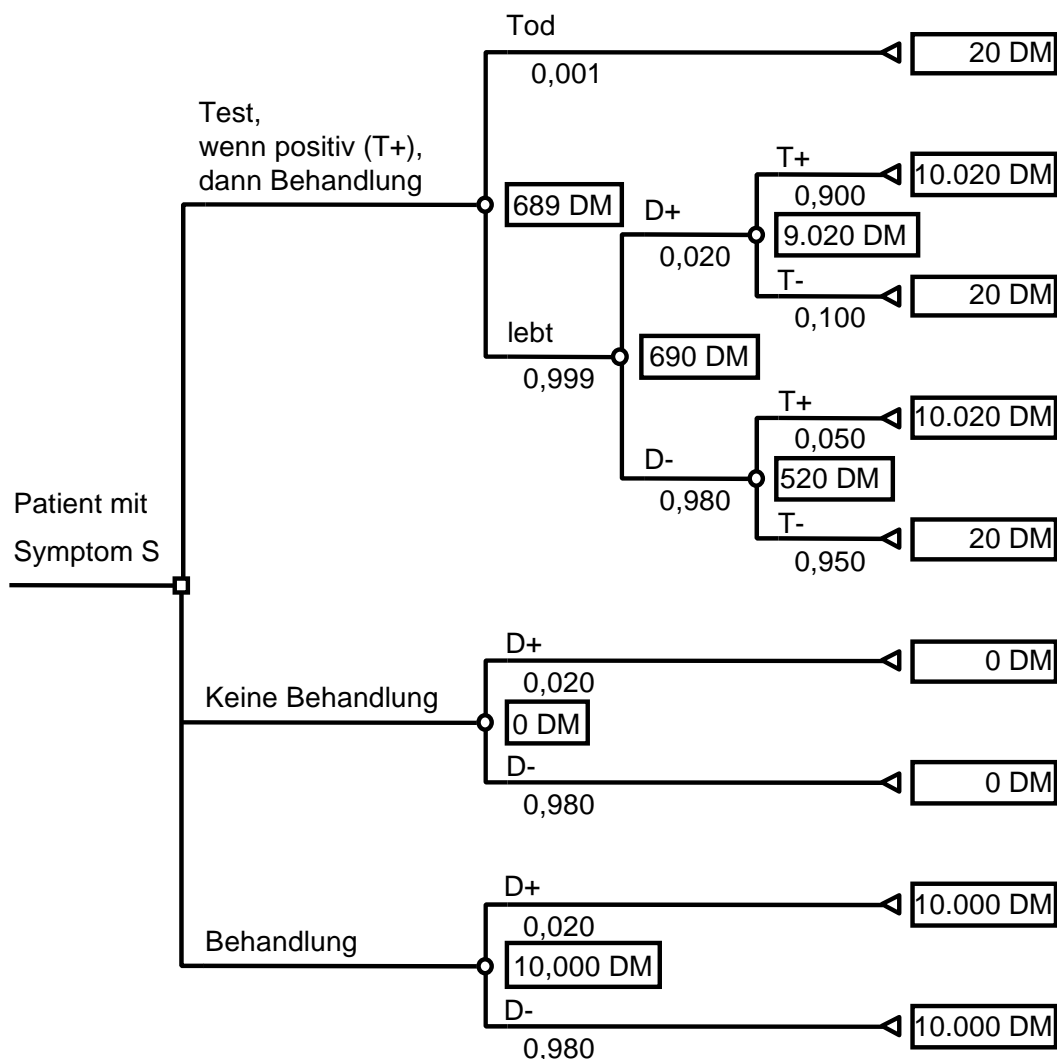 Tod
0,001
20 DM
Test,
wenn positiv (T+),
dann Behandlung
689 DM
T+
0,900
10.020 DM
D+
0,020
9.020 DM
T-
0,100
20 DM
lebt
0,999
690 DM
T+
0,050
10.020 DM
D-
0,980
520 DM
T-
0,950
20 DM
Patient mit
Symptom S
D+
0,020
0 DM
Keine Behandlung
0 DM
D-
0,980
0 DM
D+
0,020
10.000 DM
Behandlung
10,000 DM
D-
0,980
10.000 DM